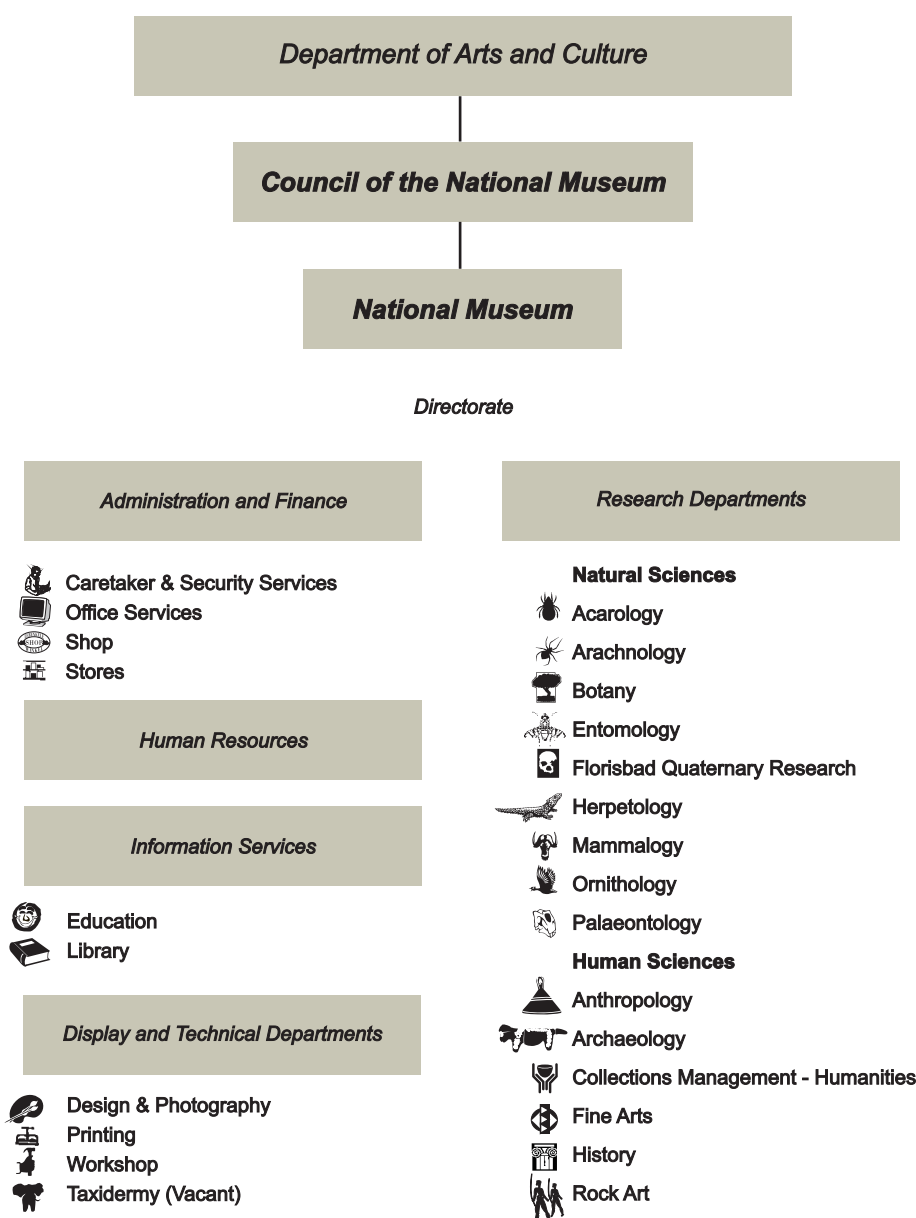 Department of Arts and Culture
Council of the National Museum
National Museum
Directorate
Administration and Finance
Caretaker & Security Services
Office Services
SHOP
Shop
Stores
Human Resources
Information Services
Education
Library
Display and Technical Departments
Design & Photography
Printing
Workshop
Taxidermy (Vacant)
Research Departments
Natural Sciences
Acarology
Arachnology
Botany
Entomology
Florisbad Quaternary Research
Herpetology
Mammalogy
Ornithology
Palaeontology
Human Sciences
Anthropology
Archaeology
Collections Management - Humanities
Fine Arts
History
Rock Art